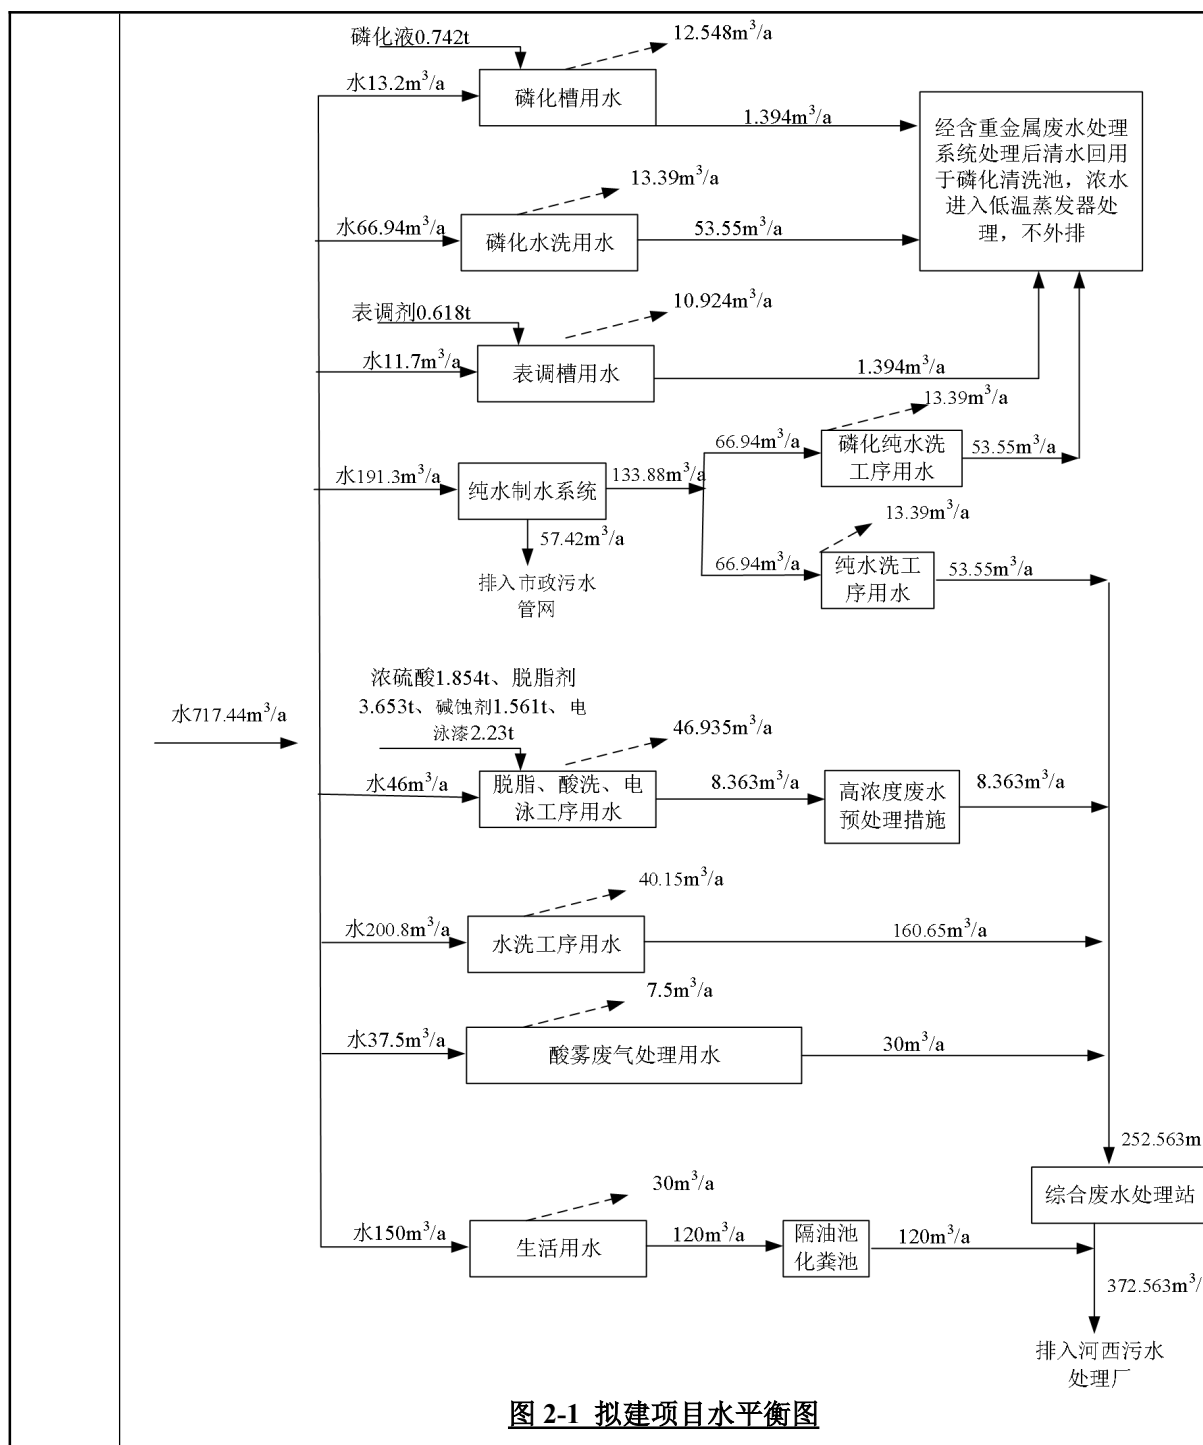 磷化液0.742t
12.548m³/a
水13.2m³/a
磷化槽用水
1.394m³/a
经含重金属废水处理
系统处理后清水回用
于磷化清洗池，浓水
进入低温蒸发器处
理，不外排
13.39m³/a
水66.94m³/a
磷化水洗用水
53.55m³/a
表调剂0.618t
10.924m³/a
水11.7m³/a
表调槽用水
1.394m³/a
13.39m³/a
66.94m³/a
磷化纯水洗
工序用水
53.55m³/a
水191.3m³/a
纯水制水系统
133.88m³/a
57.42m³/a
排入市政污水
管网
13.39m³/a
66.94m³/a
纯水洗工
序用水
53.55m³/a
水717.44m³/a
浓硫酸1.854t、脱脂剂
3.653t、碱蚀剂1.561t、电
泳漆2.23t
46.935m³/a
水46m³/a
脱脂、酸洗、电
泳工序用水
8.363m³/a
高浓度废水
预处理措施
8.363m³/a
40.15m³/a
水200.8m³/a
水洗工序用水
160.65m³/a
7.5m³/a
水37.5m³/a
酸雾废气处理用水
30m³/a
252.563m
综合废水处理站
30m³/a
水150m³/a
生活用水
120m³/a
隔油池
化粪池
120m³/a
372.563m³/
排入河西污水
处理厂
图 2-1 拟建项目水平衡图